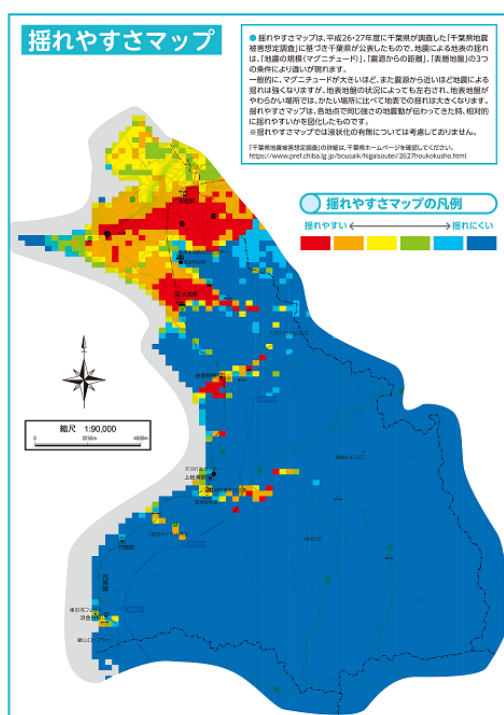 揺れやすさマップ
● 揺れやすさマップは、平成26・27年度に千葉県が調査した「千葉県地震
被害想定調査」に基づき千葉県が公表したもので、地震による地表の揺れ
は、「地震の規模(マグニチュード)」、「震源からの距離」、「表層地盤」の3つ
の条件により違いが現れます。
一般的に、マグニチュードが大きいほど、また震源から近いほど地震による
揺れは強くなりますが、表層地盤の状況によっても左右され、地表地盤が
やわらかい場所では、かたい場所に比べて地表での揺れは大きくなります。
揺れやすさマップは、各地点で同じ強さの地震動が伝わってきた時、相対的
に揺れやすいかを図化したものです。
※揺れやすさマップでは液状化の有無については考慮しておりません。
「千葉県地震被害想定調査」の詳細は、千葉県ホームページを確認してください。
https://www.pref.chiba.lg.jp/bousaik/higaisoutei/2627houkokusho.html
揺れやすさマップの凡例
揺れやすい
揺れにくい
縮尺 1:90,000
0 2250m 4500m
上総湊駅